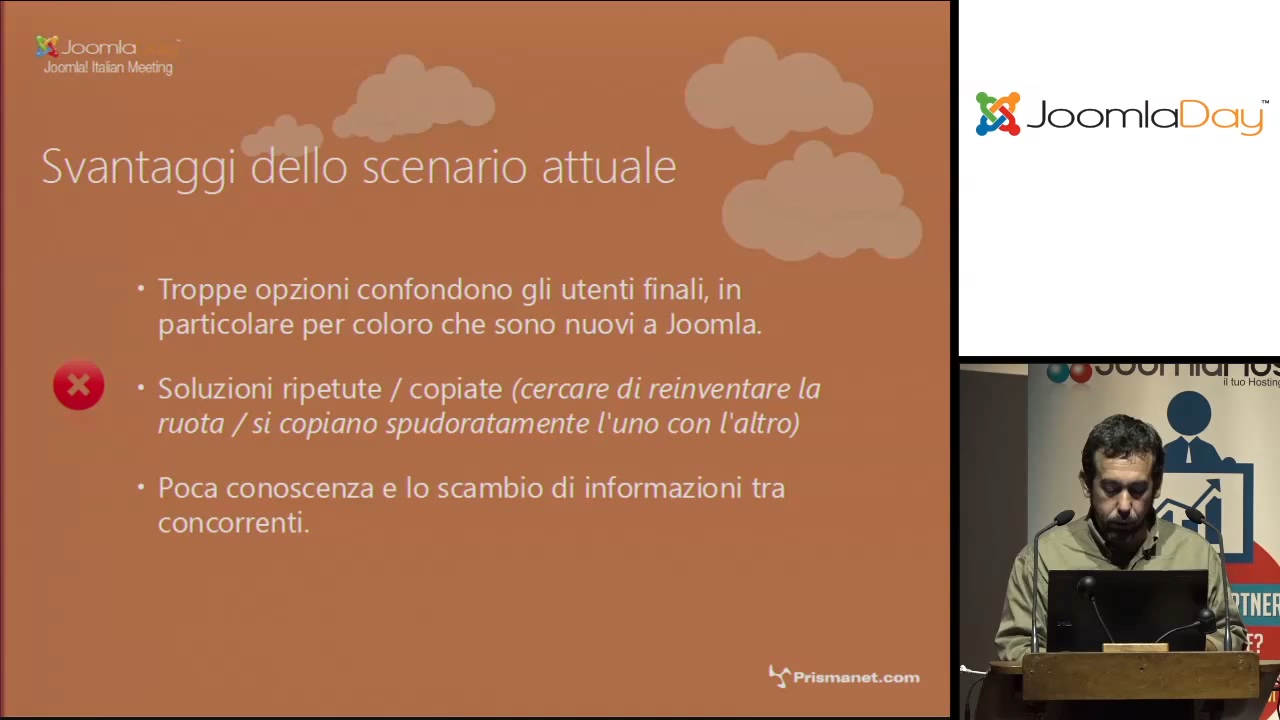 JoomlaDay™
Joomla! Italian Meeting
Svantaggi dello scenario attuale
• Troppe opzioni confondono gli utenti finali, in
particolare per coloro che sono nuovi a Joomla.
• Soluzioni ripetute / copiate (cercare di reinventare la
ruota / si copiano spudoratamente l'uno con l'altro)
• Poca conoscenza e lo scambio di informazioni tra
concorrenti.
Prismanet.com
JoomlaDay™
il tuo Hosting